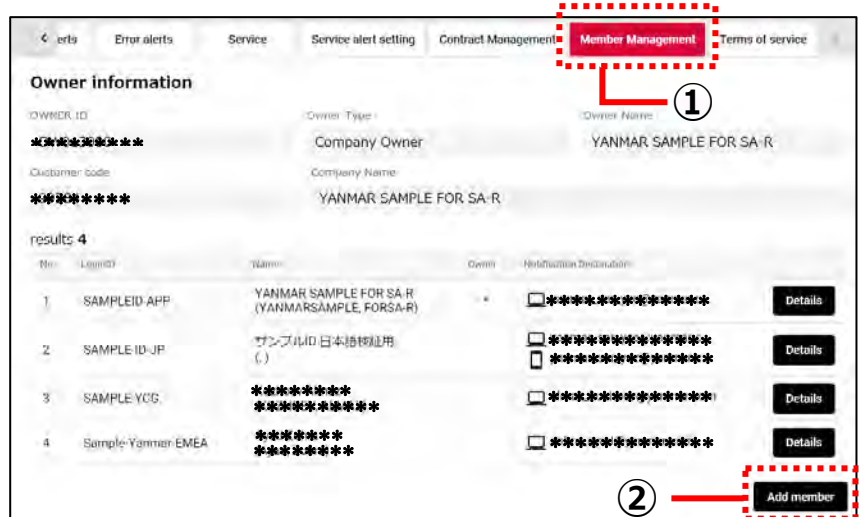 erts Error alerts Service Service alert setting Contract Management Member Management Terms of service
①
Owner information
OWNER ID Owner Type Owner Name
********* Company Owner YANMAR SAMPLE FOR SA-R
Customer code Company Name
******** YANMAR SAMPLE FOR SA-R
results 4
No. LoginID Name Owner Notification Destination
1 SAMPLEID-APP YANMAR SAMPLE FOR SA-R ************* Details
(YANMARSAMPLE, FORSA-R)
2 SAMPLE-ID-JP サンプルID 日本語検証用 ************* Details
(, ) *************
3 SAMPLE-YCG ******** ************* Details
**********
4 Sample-Yanmar-EMEA ******* ************* Details
********
② Add member